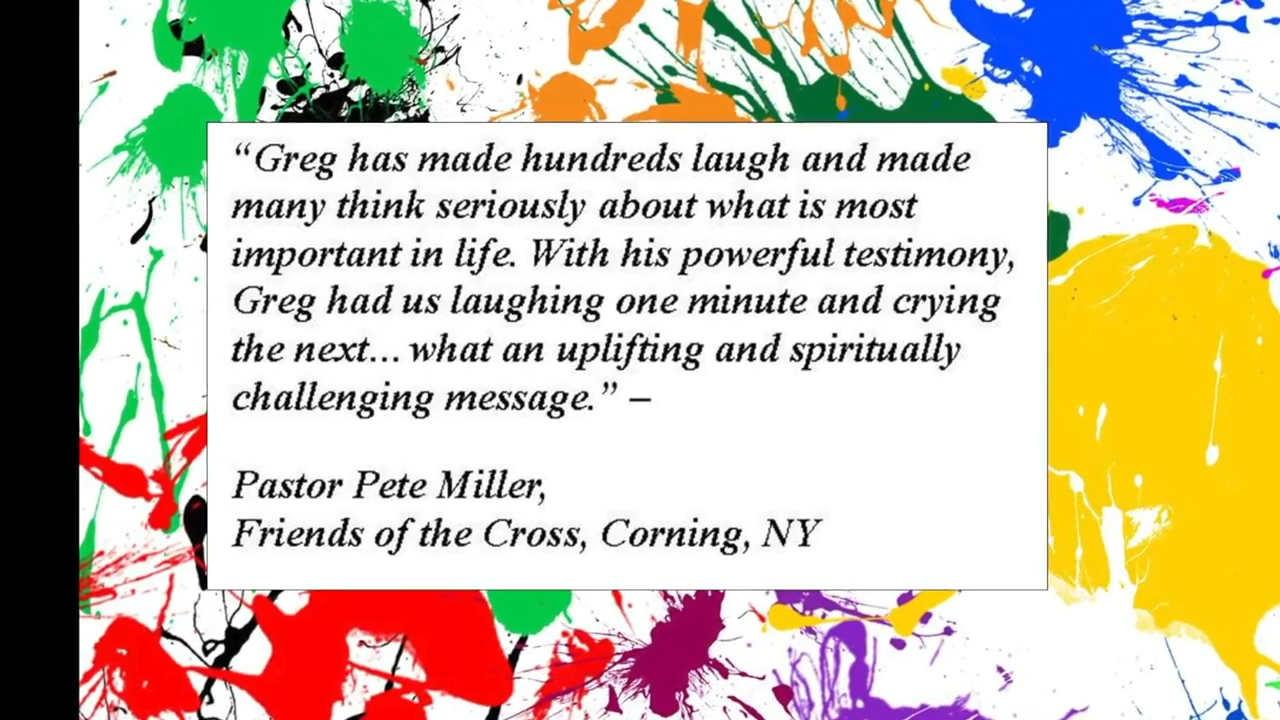 “Greg has made hundreds laugh and made
many think seriously about what is most
important in life. With his powerful testimony,
Greg had us laughing one minute and crying
the next... what an uplifting and spiritually
challenging message.” –
Pastor Pete Miller,
Friends of the Cross, Corning, NY